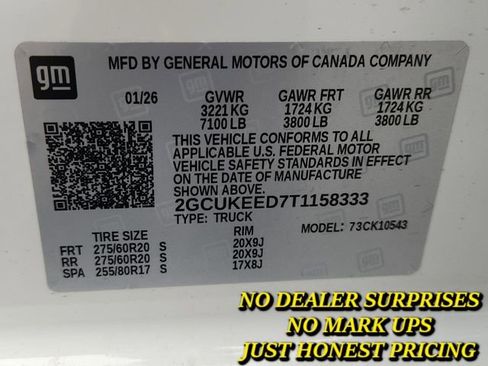 gm
MFD BY GENERAL MOTORS OF CANADA COMPANY
01/26 GVWR GAWR FRT GAWR RR
3221 KG 1724 KG 1724 KG
7100 LB 3800 LB 3800 LB
THIS VEHICLE CONFORMS TO ALL
APPLICABLE U.S. FEDERAL MOTOR
VEHICLE SAFETY STANDARDS IN EFFECT
ON THE DATE OF MANUFACTURE
SHOWN ABOVE.
2GCUKEED7T1158333
TYPE: TRUCK MODEL: 73CK10543
TIRE SIZE RIM
FRT 275/60R20 S 20X9J
RR 275/60R20 S 20X9J
SPA 255/80R17 S 17X8J
NO DEALER SURPRISES
NO MARK UPS
JUST HONEST PRICING